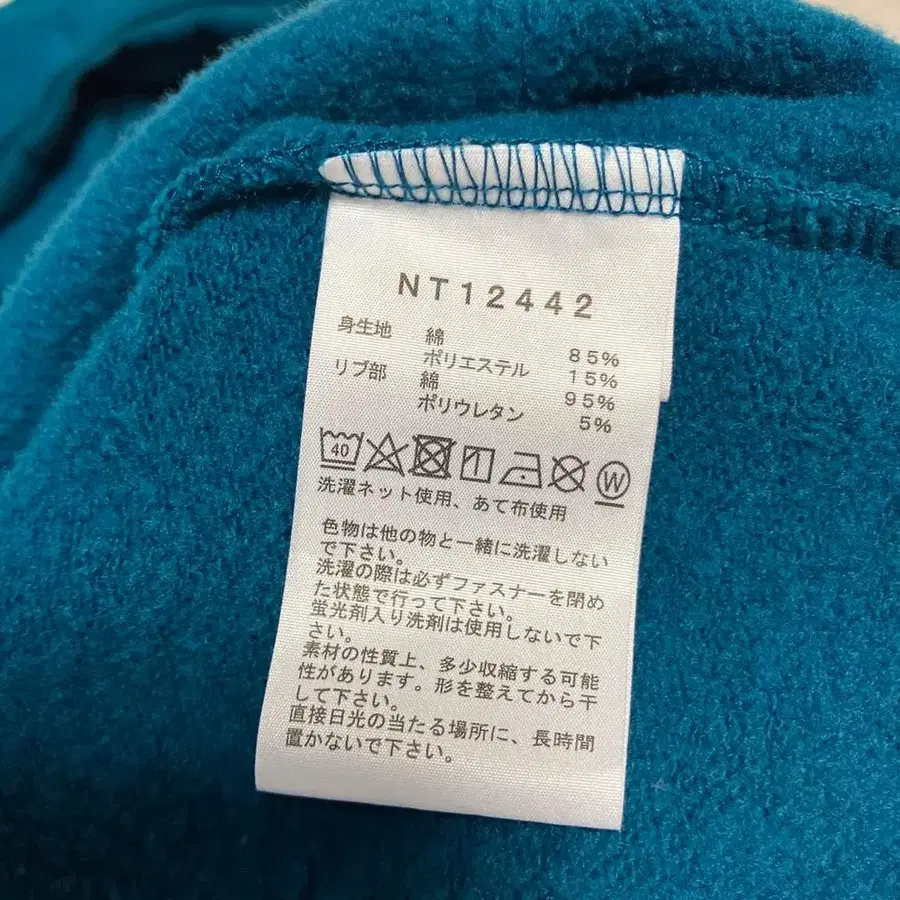 NT12442
身生地 綿 85%
ポリエステル 15%
リブ部 綿 95%
ポリウレタン 5%
40 W
洗濯ネット使用、あて布使用
色物は他の物と一緒に洗濯しない
で下さい。
洗濯の際は必ずファスナーを閉め
た状態で行って下さい。
蛍光剤入り洗剤は使用しないで下
さい。
素材の性質上、多少収縮する可能
性があります。形を整えてから干
して下さい。
直接日光の当たる場所に、長時間
置かないで下さい。